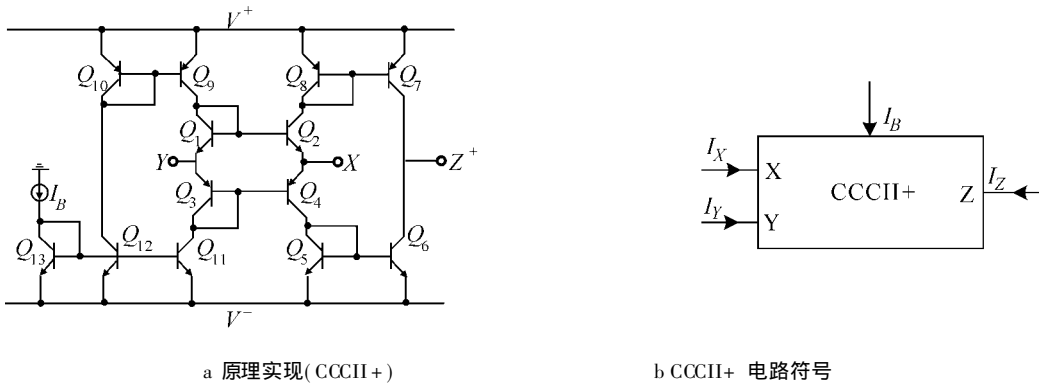 V+
Q10
Q9
Q8
Q7
Q1
Q2
Y
X
Z+
Q3
Q4
IB
Q13
Q12
Q11
Q5
Q6
V−
a 原理实现(CCCII+)
IB
IX
X
CCCII+
IY
Y
Z
IZ
b CCCII+ 电路符号